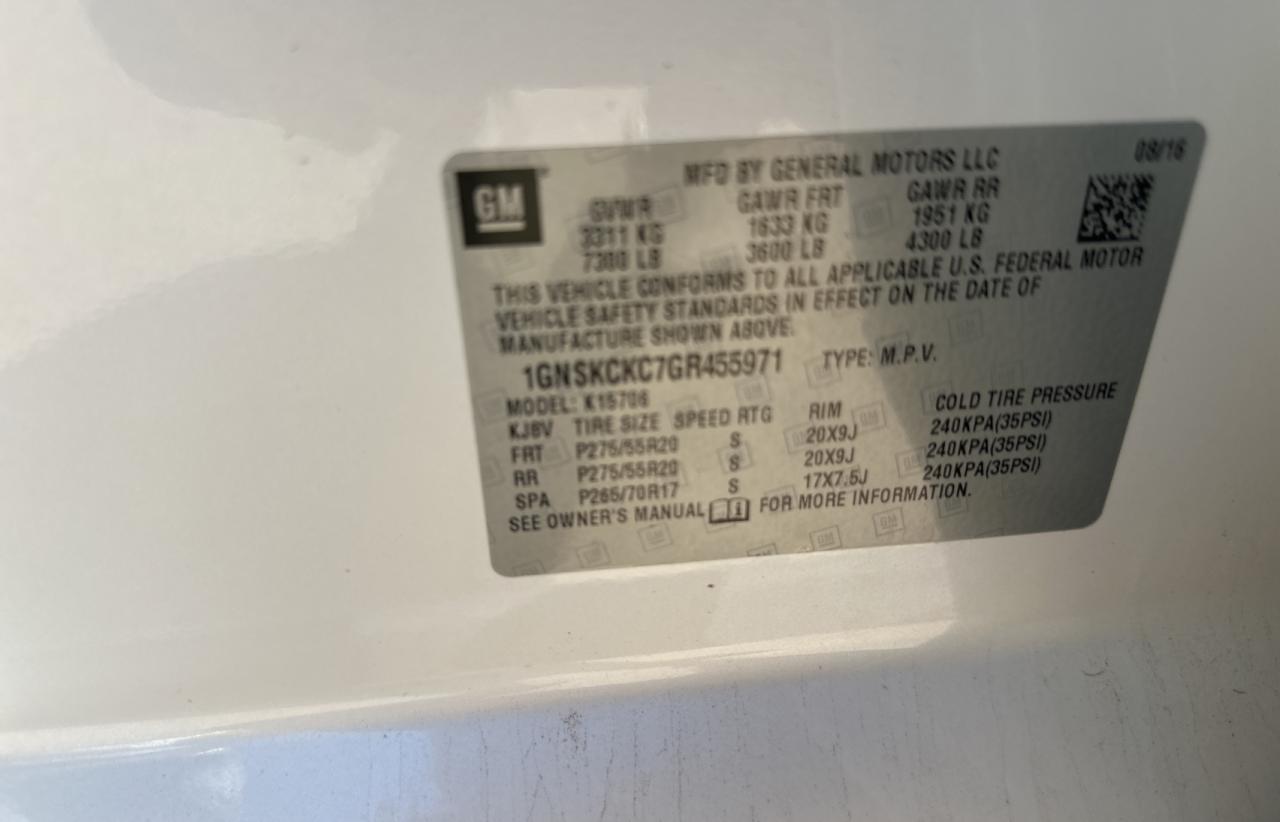 GM
MFD BY GENERAL MOTORS LLC 08/16
GVWR GAWR FRT GAWR RR
3311 KG 1633 KG 1951 KG
7300 LB 3600 LB 4300 LB
THIS VEHICLE CONFORMS TO ALL APPLICABLE U.S. FEDERAL MOTOR
VEHICLE SAFETY STANDARDS IN EFFECT ON THE DATE OF
MANUFACTURE SHOWN ABOVE.
1GNSKCKC7GR455971 TYPE: M.P.V.
MODEL: K15706
KJBV TIRE SIZE SPEED RTG RIM COLD TIRE PRESSURE
FRT P275/55R20 S 20X9J 240KPA(35PSI)
RR P275/55R20 S 20X9J 240KPA(35PSI)
SPA P265/70R17 S 17X7.5J 240KPA(35PSI)
SEE OWNER'S MANUAL FOR MORE INFORMATION.